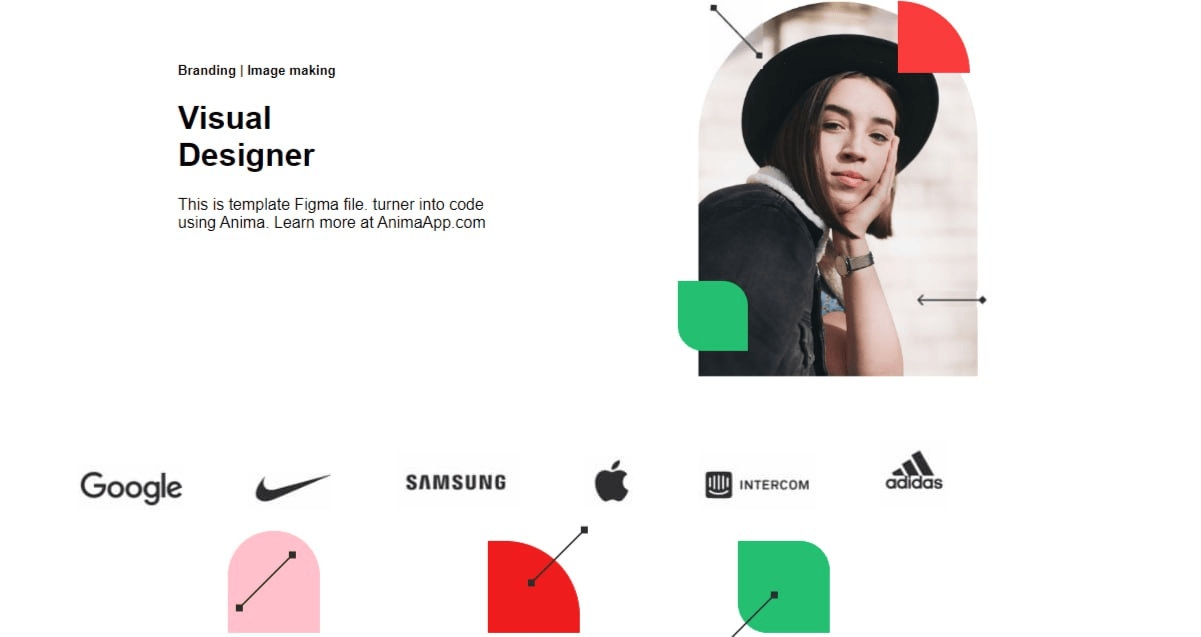 Branding | Image making
Visual
Designer
This is template Figma file. turner into code
using Anima. Learn more at AnimaApp.com
Google
SAMSUNG
INTERCOM
adidas